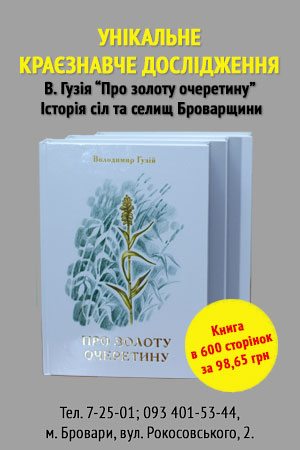 УНІКАЛЬНЕ
КРАЄЗНАВЧЕ ДОСЛІДЖЕННЯ
В. Гузія “Про золоту очеретину”
Історія сіл та селищ Броварщини
Володимир Гузій
ПРО ЗОЛОТУ
ОЧЕРЕТИНУ
Книга
в 600 сторінок
за 98,65 грн
Тел. 7-25-01; 093 401-53-44,
м. Бровари, вул. Рокосовського, 2.